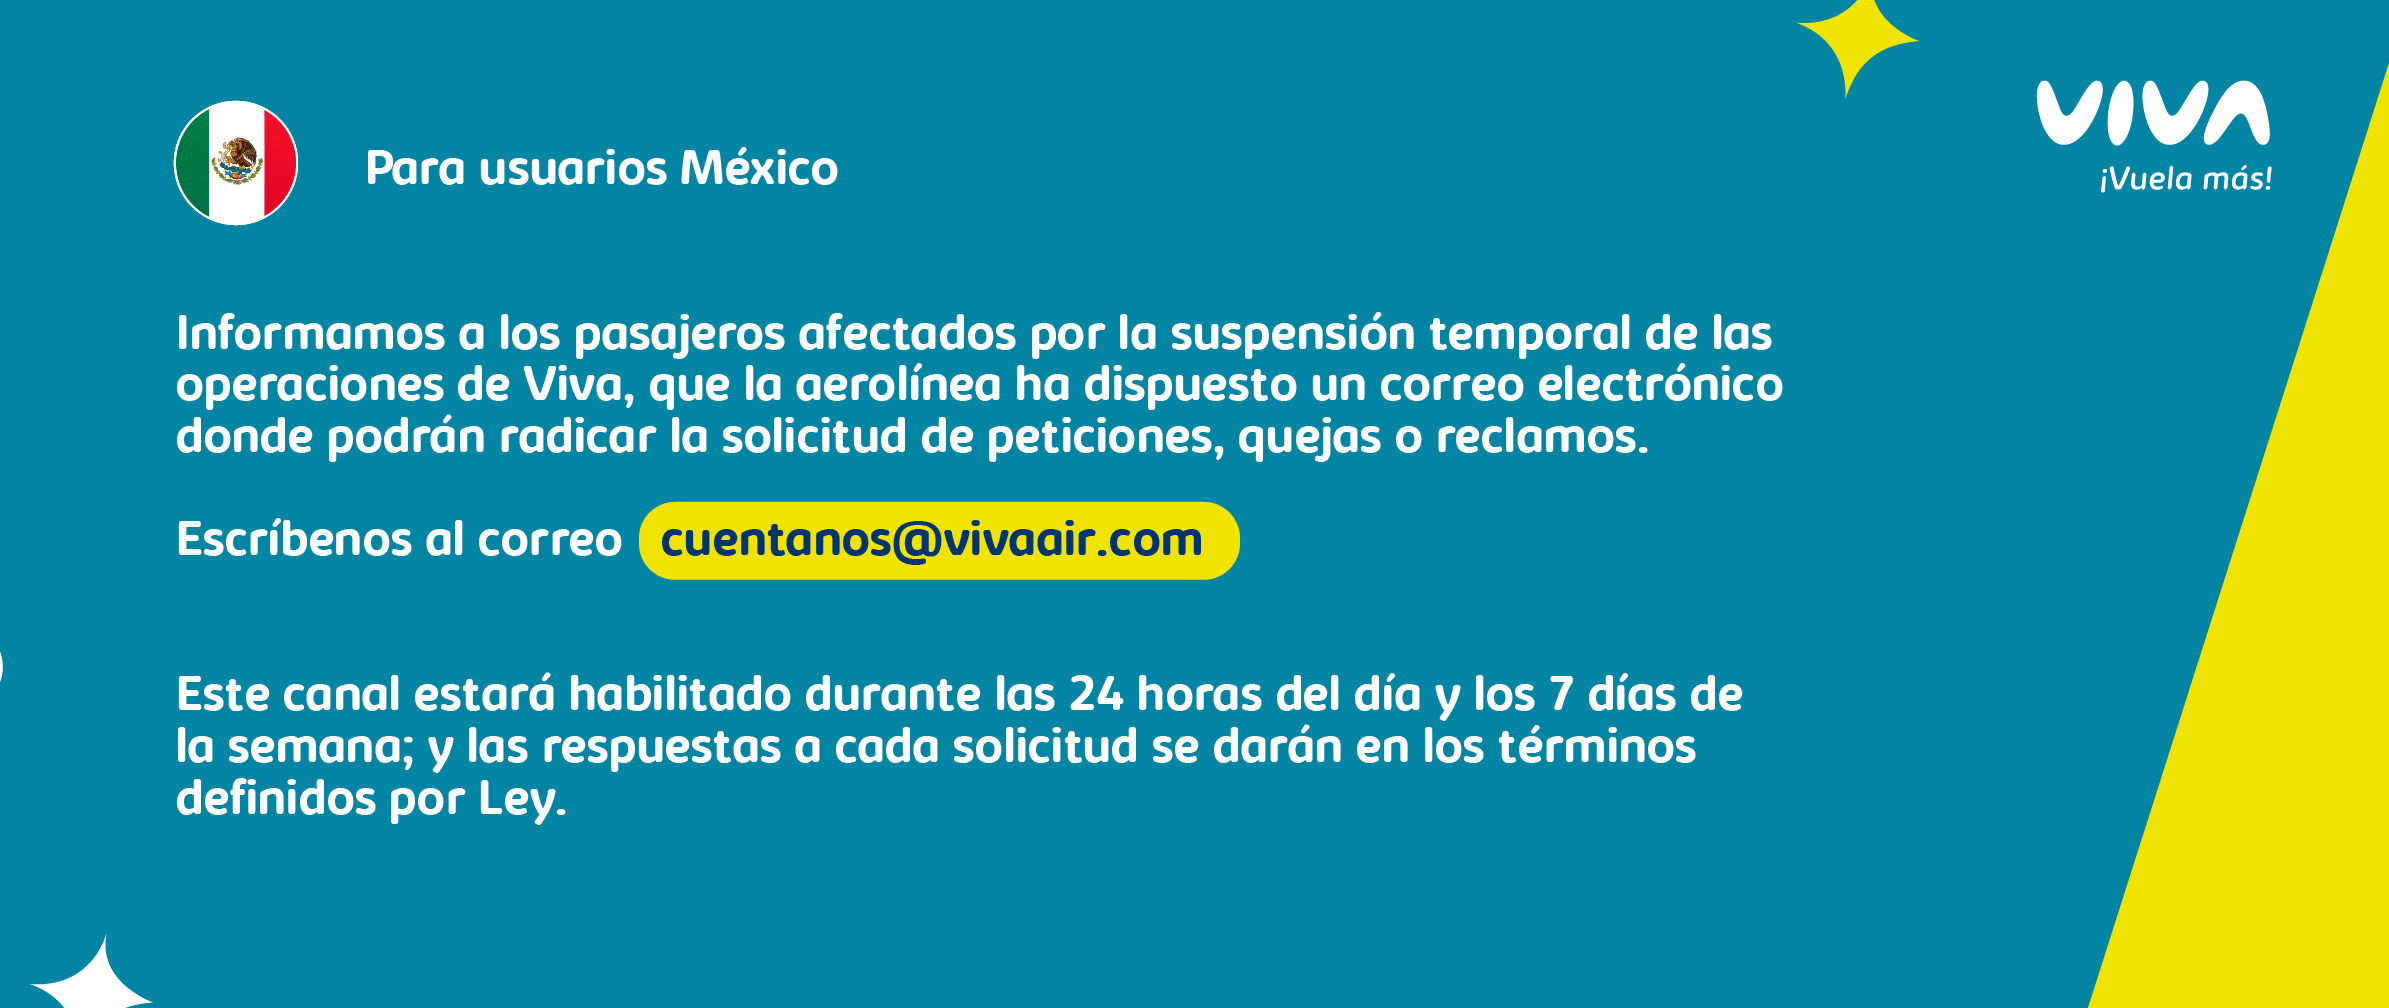 VIVA
¡Vuela más!
Para usuarios México
Informamos a los pasajeros afectados por la suspensión temporal de las
operaciones de Viva, que la aerolínea ha dispuesto un correo electrónico
donde podrán radicar la solicitud de peticiones, quejas o reclamos.
Escríbenos al correo cuentanos@vivaair.com
Este canal estará habilitado durante las 24 horas del día y los 7 días de
la semana; y las respuestas a cada solicitud se darán en los términos
definidos por Ley.